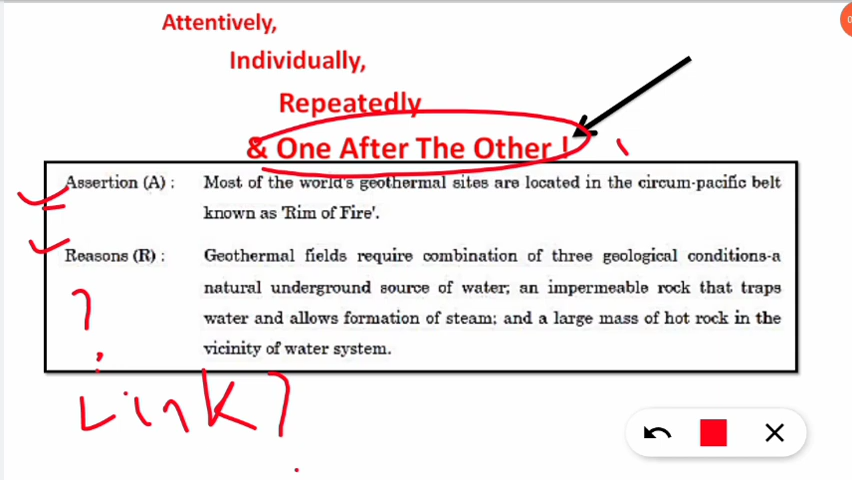 Attentively,
Individually,
Repeatedly
& One After The Other !
Assertion (A) : Most of the world's geothermal sites are located in the circum-pacific belt
known as 'Rim of Fire'.
Reasons (R) : Geothermal fields require combination of three geological conditions-a
natural underground source of water; an impermeable rock that traps
water and allows formation of steam; and a large mass of hot rock in the
vicinity of water system.
?
Link?